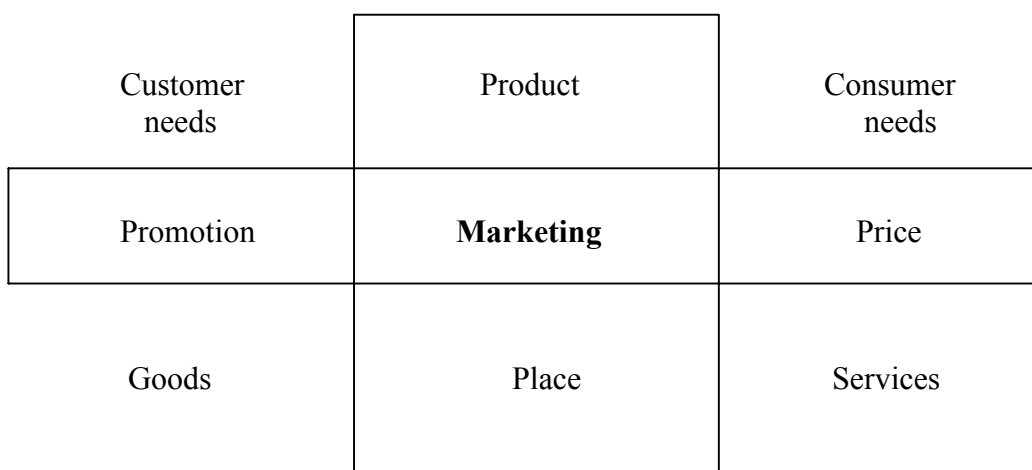 Customer needs
Product
Consumer needs
Promotion
Marketing
Price
Goods
Place
Services